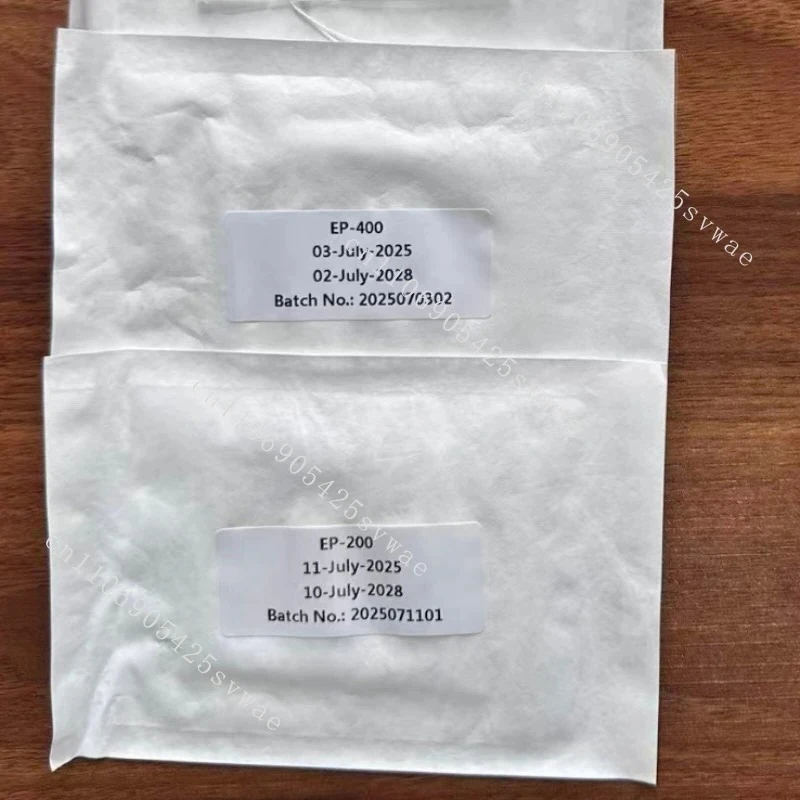 EP-400
03-July-2025
02-July-2028
Batch No.: 2025070302
EP-200
11-July-2025
10-July-2028
Batch No.: 2025071101
cn1108905425svwae